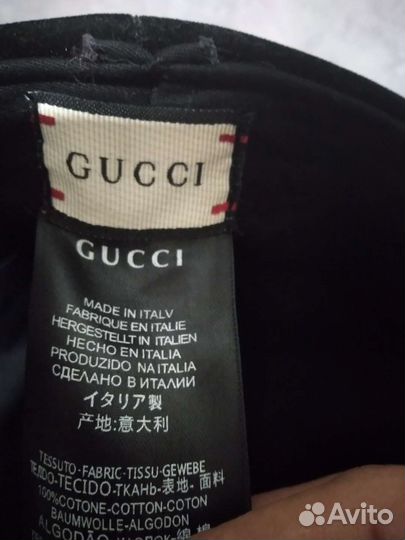 GUCCI
GUCCI
MADE IN ITALV
FABRIQUE EN ITALIE
HERGESTELLT IN ITALIEN
HECHO EN ITALIA
PRODUZIDO NA ITALIA
СДЕЛАНО В ИТАЛИИ
イタリア製
产地:意大利
TESSUTO-FABRIC-TISSU-GEWEBE
TEJIDO-TECIDO-ТКАНЬ-表地- 面料
100%COTONE-COTTON-COTON
BAUMWOLLE-ALGODON
ALGODÃO
Avito